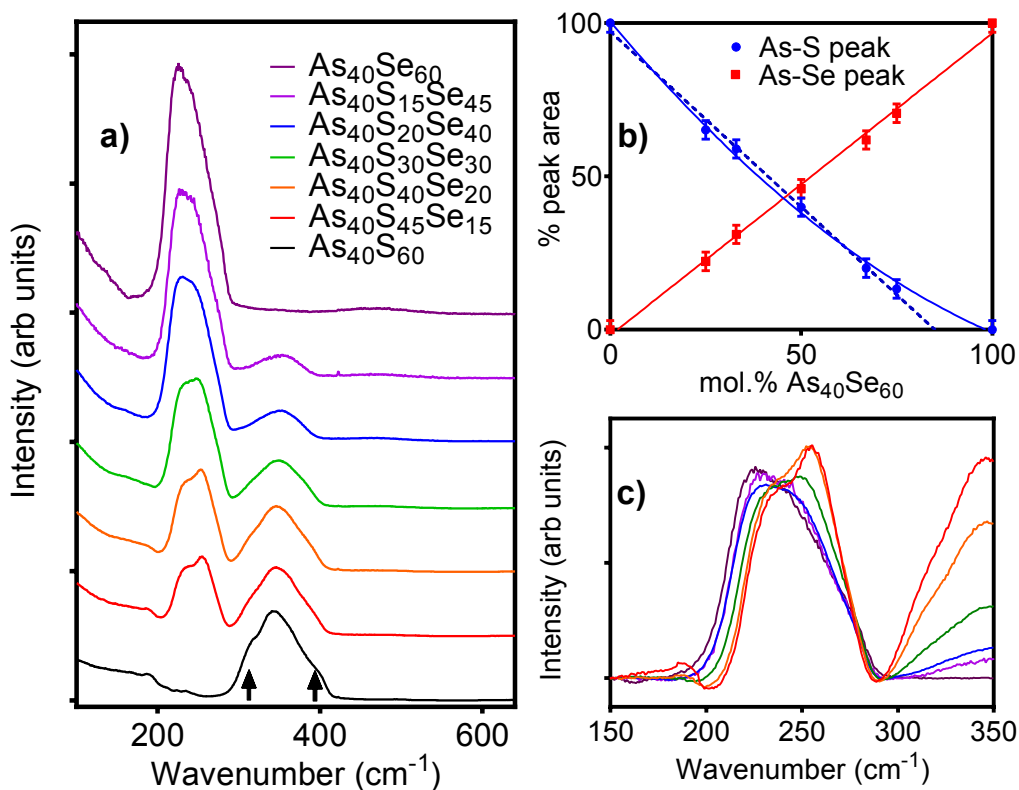 a)
As₄₀Se₆₀
As₄₀S₁₅Se₄₅
As₄₀S₂₀Se₄₀
As₄₀S₃₀Se₃₀
As₄₀S₄₀Se₂₀
As₄₀S₄₅Se₁₅
As₄₀S₆₀
Intensity (arb units)
200 400 600
Wavenumber (cm⁻¹)
b)
As-S peak
As-Se peak
% peak area
100
50
0
0 50 100
mol.% As₄₀Se₆₀
c)
Intensity (arb units)
150 200 250 300 350
Wavenumber (cm⁻¹)